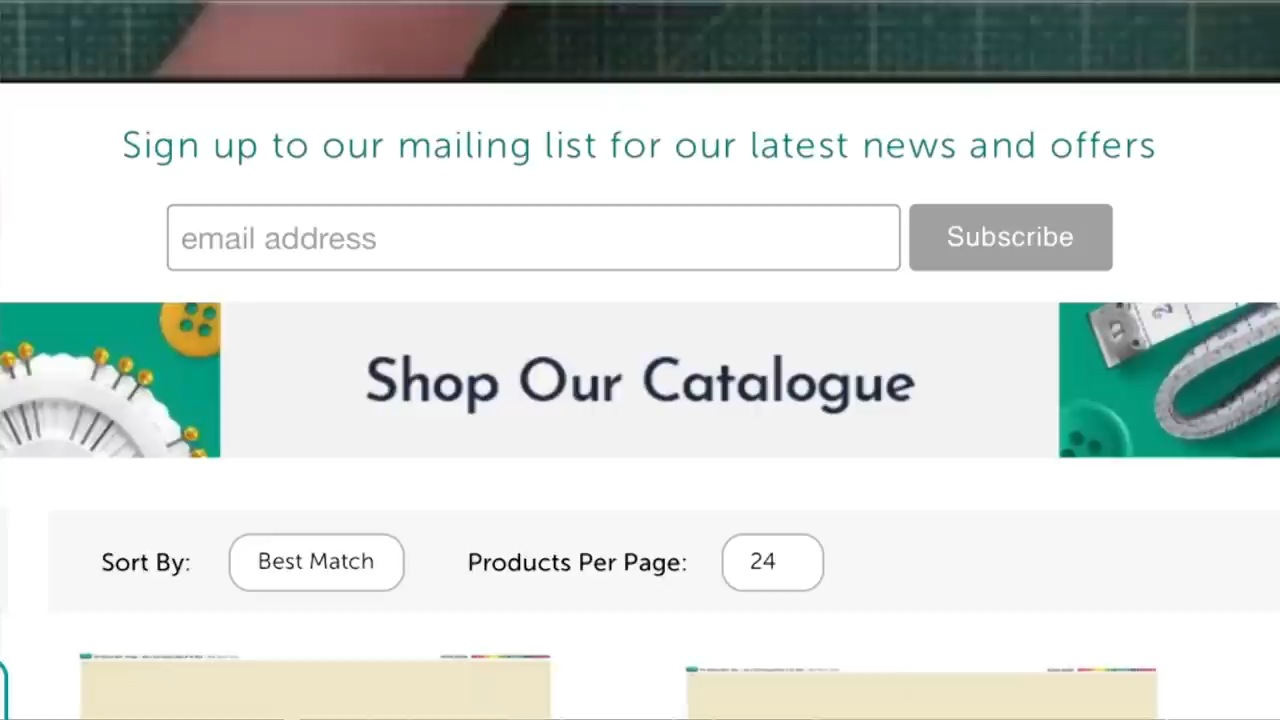 Sign up to our mailing list for our latest news and offers
email address
Subscribe
Shop Our Catalogue
Sort By:
Best Match
Products Per Page:
24